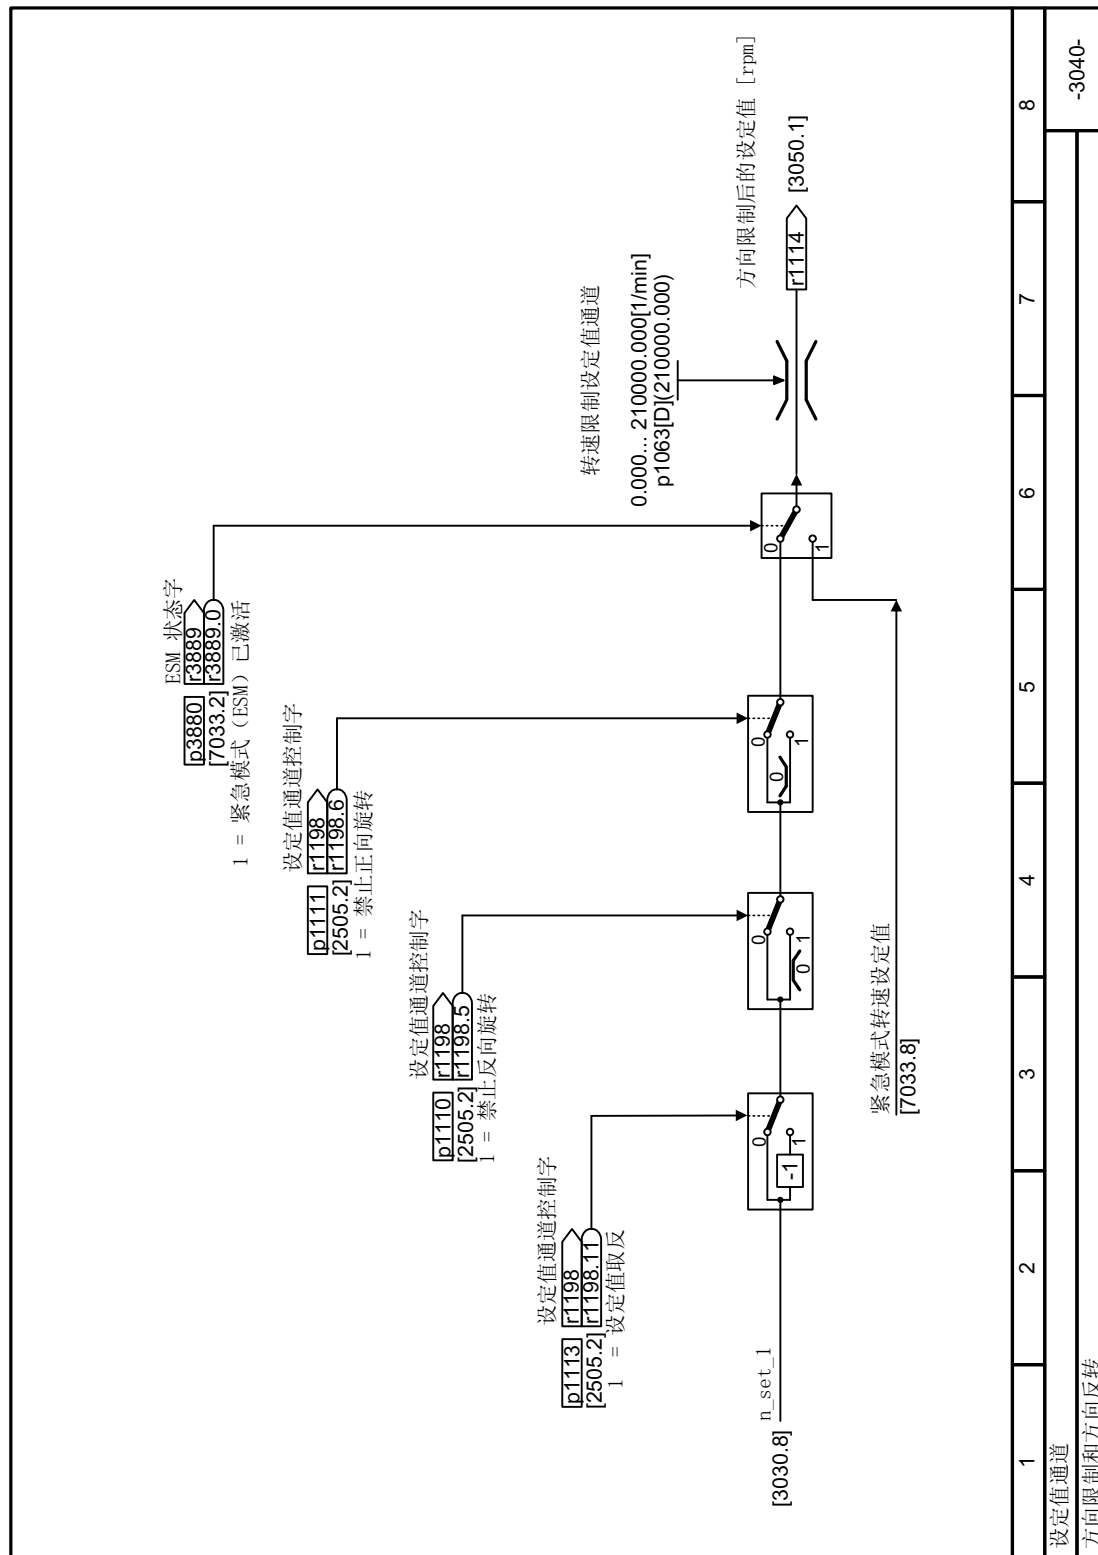 ESM 状态字
p3880 r3889
[7033.2] r3889.0
1 = 紧急模式（ESM）已激活
设定值通道控制字
p1111 r1198
[2505.2] r1198.6
1 = 禁止正向旋转
设定值通道控制字
p1110 r1198
[2505.2] r1198.5
1 = 禁止反向旋转
设定值通道控制字
p1113 r1198
[2505.2] r1198.11
1 = 设定值取反
转速限制设定值通道
0.000... 210000.000[1/min]
p1063[D](210000.000)
方向限制后的设定值 [rpm]
r1114 [3050.1]
[3030.8] n_set_1
0
-1
1
0
0
1
0
0
1
0
1
紧急模式转速设定值
[7033.8]
1 2 3 4 5 6 7 8
设定值通道
-3040-
方向限制和方向反转